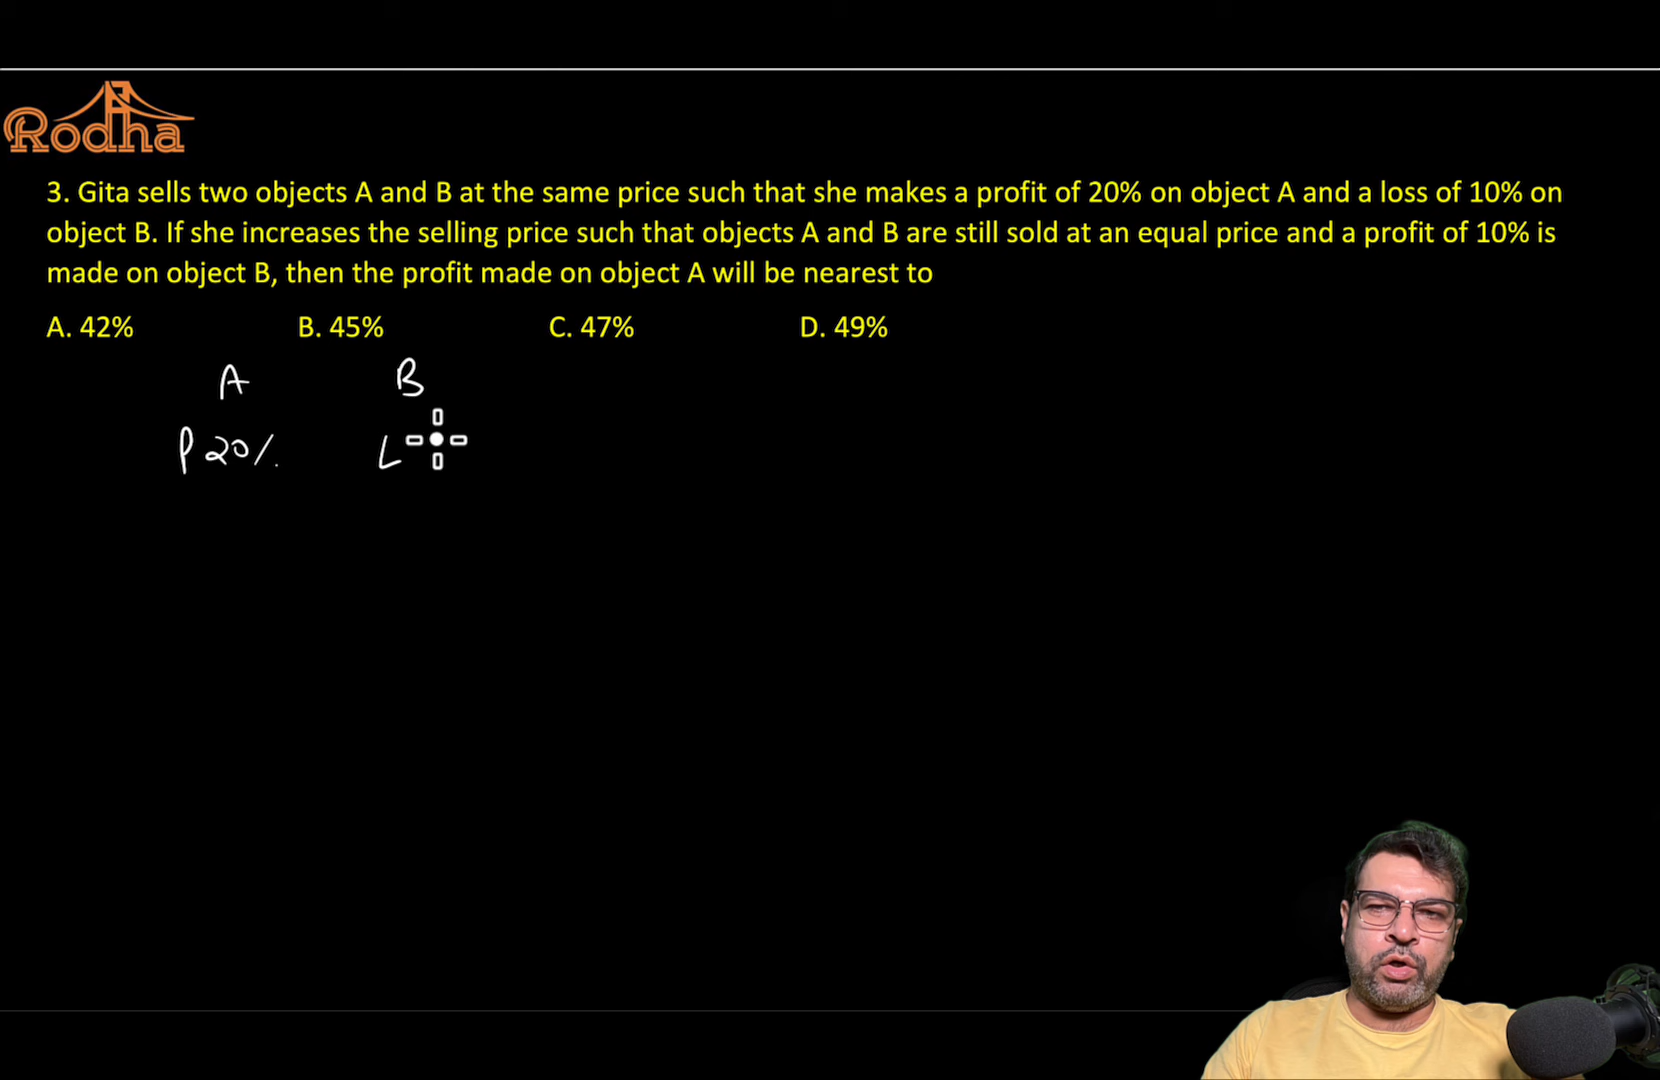 Rodha
3. Gita sells two objects A and B at the same price such that she makes a profit of 20% on object A and a loss of 10% on
object B. If she increases the selling price such that objects A and B are still sold at an equal price and a profit of 10% is
made on object B, then the profit made on object A will be nearest to
A. 42% B. 45% C. 47% D. 49%
A B
P 20% L